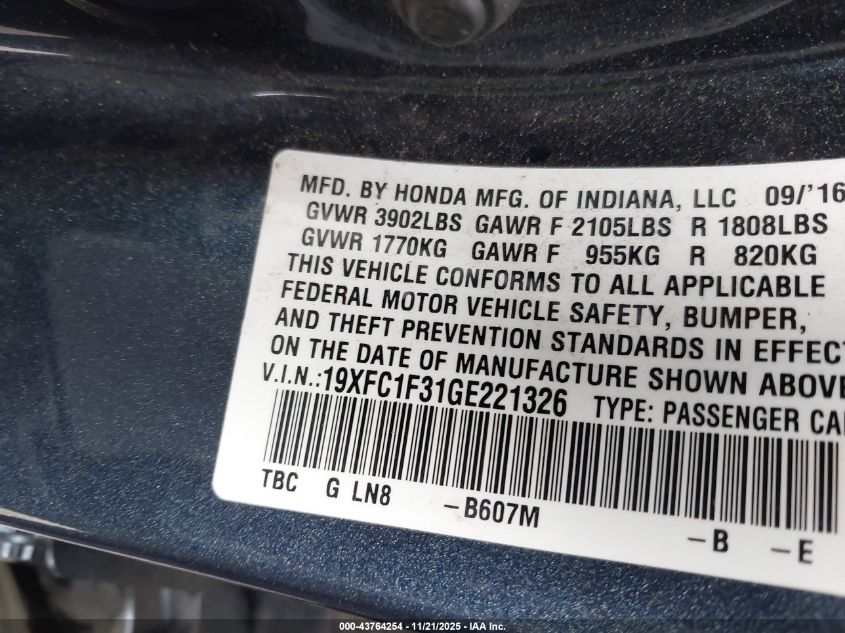 MFD. BY HONDA MFG. OF INDIANA, LLC 09/'16
GVWR 3902LBS GAWR F 2105LBS R 1808LBS
GVWR 1770KG GAWR F 955KG R 820KG
THIS VEHICLE CONFORMS TO ALL APPLICABLE
FEDERAL MOTOR VEHICLE SAFETY, BUMPER,
AND THEFT PREVENTION STANDARDS IN EFFECT
ON THE DATE OF MANUFACTURE SHOWN ABOVE
V.I.N.:19XFC1F31GE221326 TYPE: PASSENGER CAR
TBC G LN8 -B607M -B -E
000-43764254 - 11/21/2025 - IAA Inc.